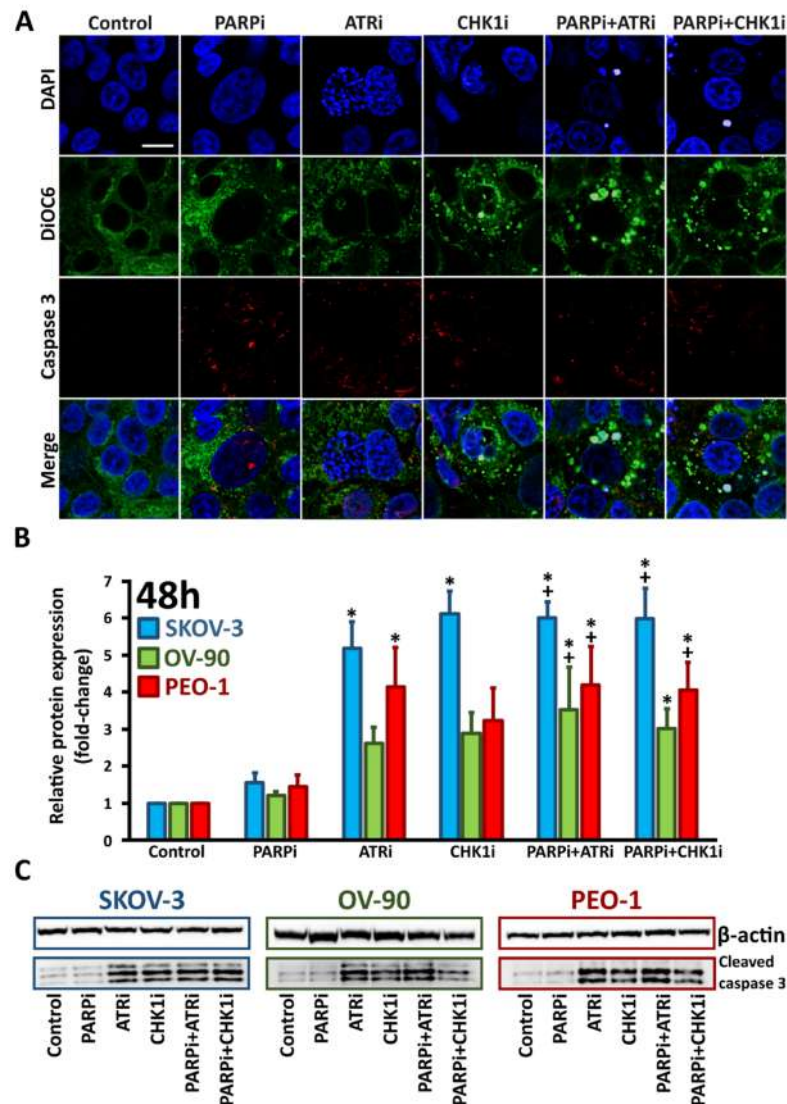 A
Control PARPi ATRi CHK1i PARPi+ATRi PARPi+CHK1i
DAPI
DiOC6
Caspase 3
Merge
B
48h
SKOV-3
OV-90
PEO-1
Relative protein expression
(fold-change)
7
6
5
4
3
2
1
0
* * * *+ *+ *+ *+ * *+
Control PARPi ATRi CHK1i PARPi+ATRi PARPi+CHK1i
C
SKOV-3 OV-90 PEO-1
β-actin
Cleaved
caspase 3
Control PARPi ATRi CHK1i PARPi+ATRi PARPi+CHK1i
Control PARPi ATRi CHK1i PARPi+ATRi PARPi+CHK1i
Control PARPi ATRi CHK1i PARPi+ATRi PARPi+CHK1i